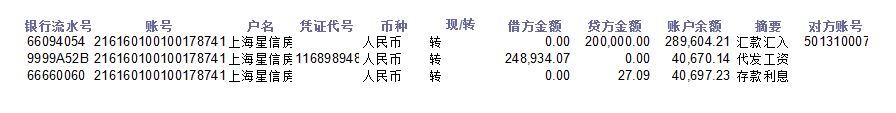 银行流水号 账号 户名 凭证代号 币种 现/转 借方金额 贷方金额 账户余额 摘要 对方账号
66094054 216160100100178741 上海星信房 人民币 转 0.00 200,000.00 289,604.21 汇款汇入 501310007
9999A52B 216160100100178741 上海星信房 116898948 人民币 转 248,934.07 0.00 40,670.14 代发工资
66660060 216160100100178741 上海星信房 人民币 转 0.00 27.09 40,697.23 存款利息